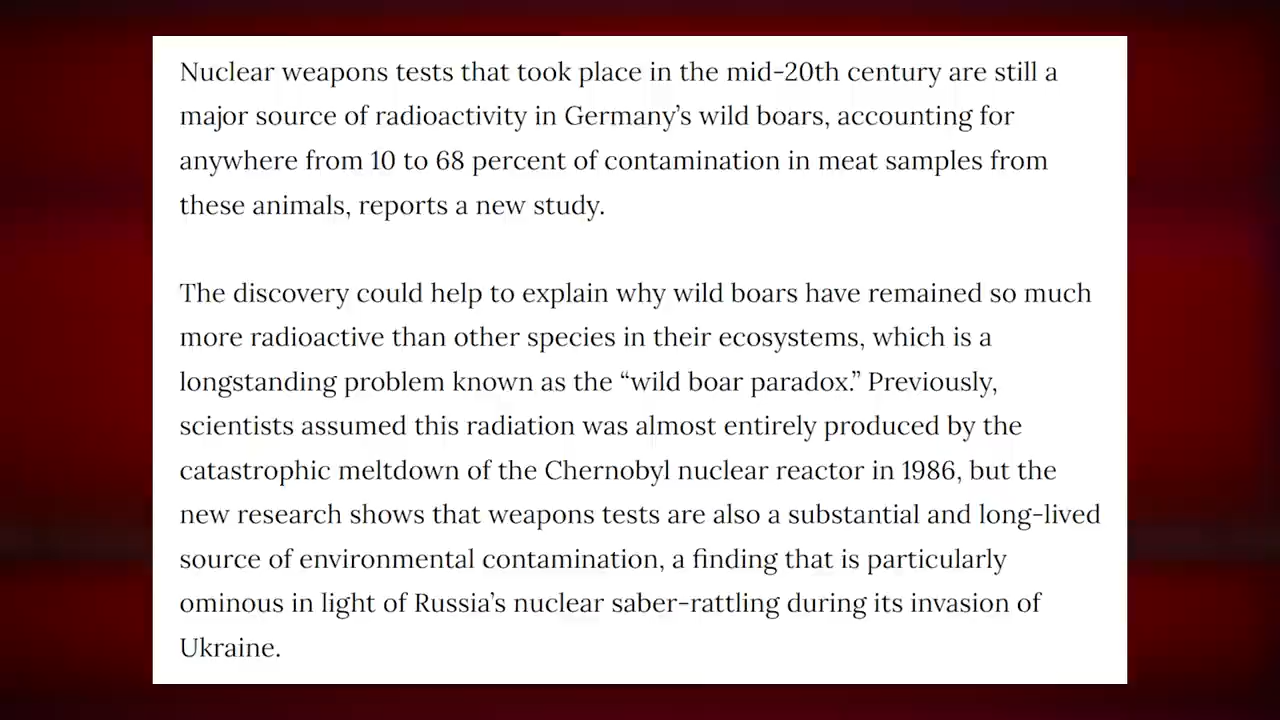 Nuclear weapons tests that took place in the mid-20th century are still a
major source of radioactivity in Germany’s wild boars, accounting for
anywhere from 10 to 68 percent of contamination in meat samples from
these animals, reports a new study.
The discovery could help to explain why wild boars have remained so much
more radioactive than other species in their ecosystems, which is a
longstanding problem known as the “wild boar paradox.” Previously,
scientists assumed this radiation was almost entirely produced by the
catastrophic meltdown of the Chernobyl nuclear reactor in 1986, but the
new research shows that weapons tests are also a substantial and long-lived
source of environmental contamination, a finding that is particularly
ominous in light of Russia’s nuclear saber-rattling during its invasion of
Ukraine.